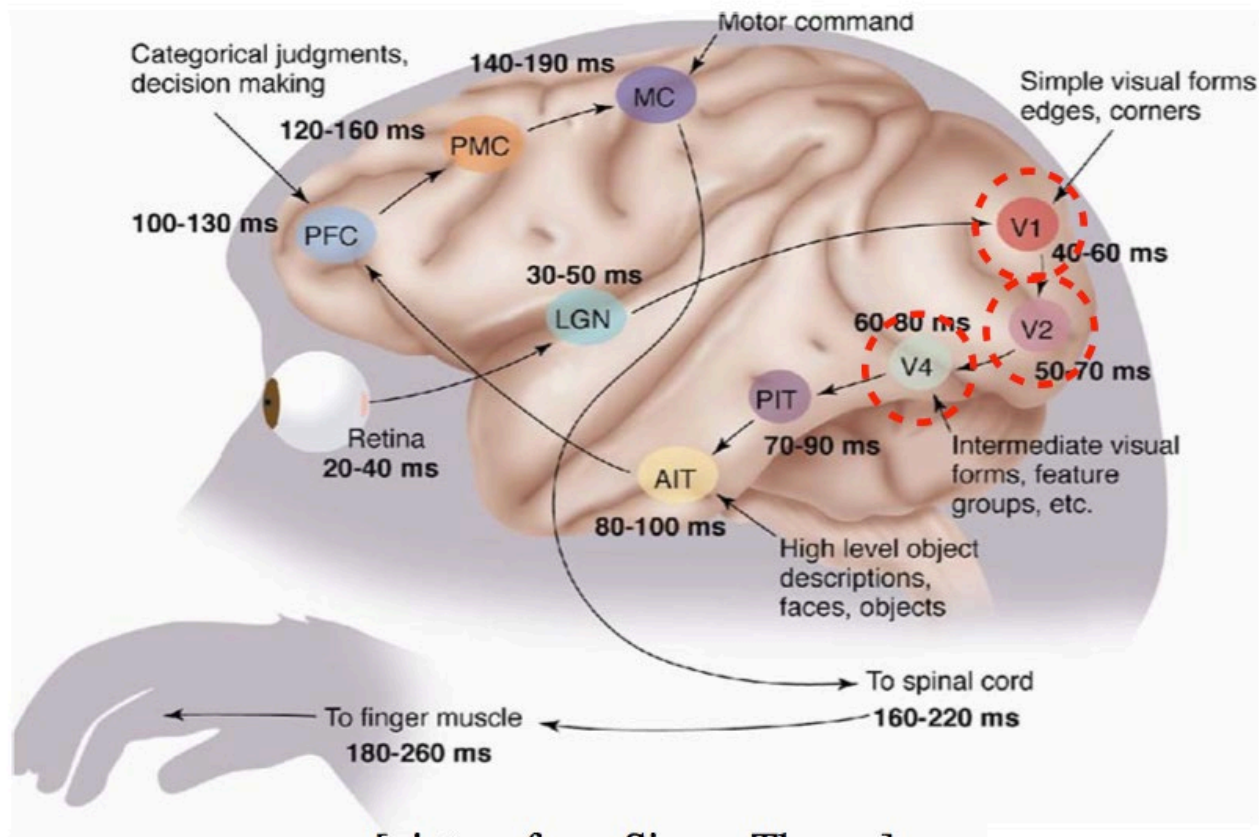 Motor command
Categorical judgments,
decision making
140-190 ms
MC
Simple visual forms
edges, corners
120-160 ms
PMC
100-130 ms
PFC
V1
40-60 ms
30-50 ms
LGN
60-80 ms
V2
V4
50-70 ms
PIT
Retina
20-40 ms
70-90 ms
AIT
80-100 ms
Intermediate visual
forms, feature
groups, etc.
High level object
descriptions,
faces, objects
To spinal cord
160-220 ms
To finger muscle
180-260 ms